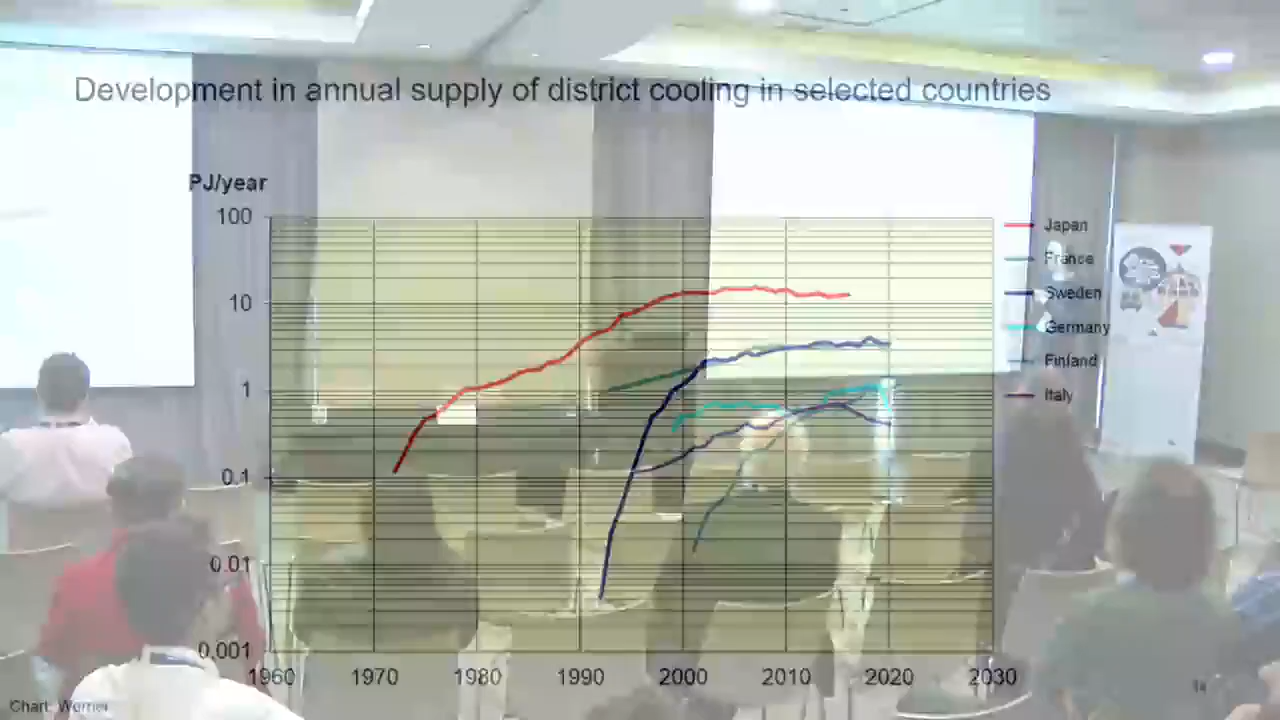 Development in annual supply of district cooling in selected countries
PJ/year
100
10
1
0.1
0.01
0.001
1960 1970 1980 1990 2000 2010 2020 2030
Japan
France
Sweden
Germany
Finland
Italy
Chart: Werner